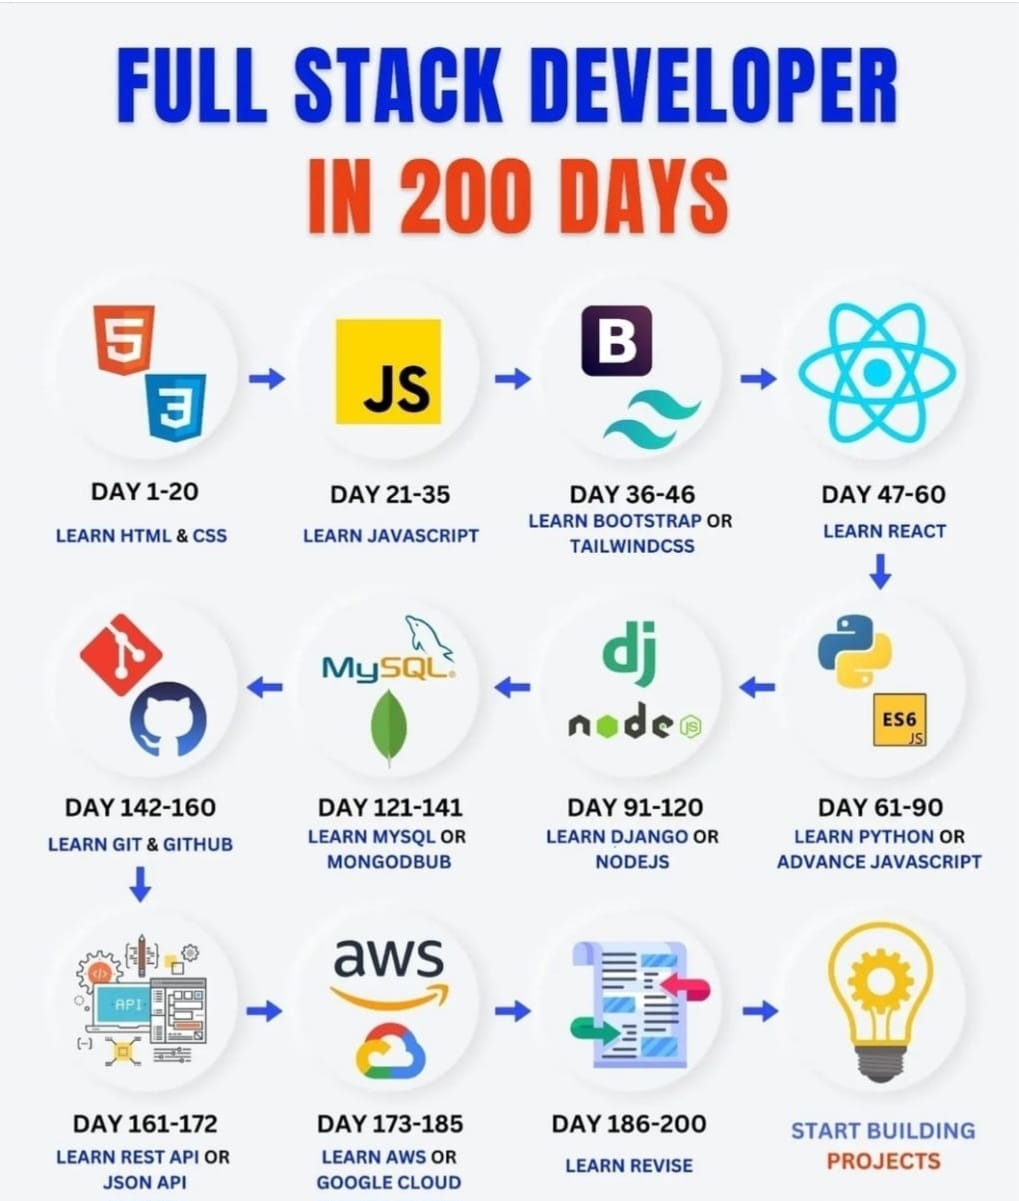 FULL STACK DEVELOPER
IN 200 DAYS
5
3
JS
B
DAY 1-20
LEARN HTML & CSS
DAY 21-35
LEARN JAVASCRIPT
DAY 36-46
LEARN BOOTSTRAP OR
TAILWINDCSS
DAY 47-60
LEARN REACT
MySQL
dj
node
JS
ES6
JS
DAY 142-160
LEARN GIT & GITHUB
DAY 121-141
LEARN MYSQL OR
MONGODBUB
DAY 91-120
LEARN DJANGO OR
NODEJS
DAY 61-90
LEARN PYTHON OR
ADVANCE JAVASCRIPT
API
aws
DAY 161-172
LEARN REST API OR
JSON API
DAY 173-185
LEARN AWS OR
GOOGLE CLOUD
DAY 186-200
LEARN REVISE
START BUILDING
PROJECTS